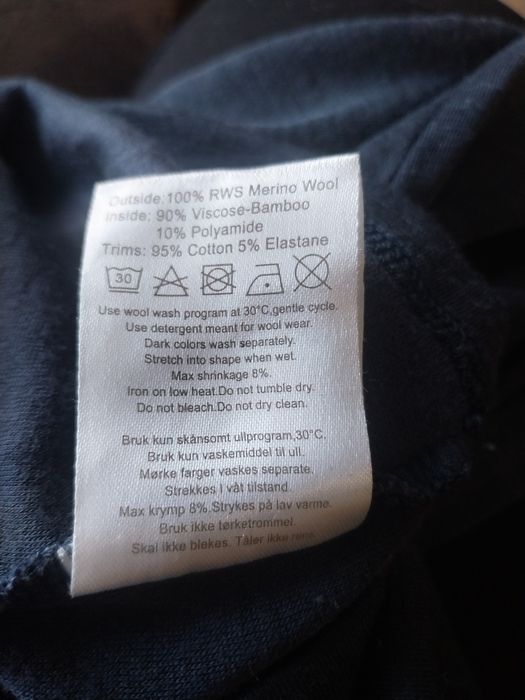 Outside:100% RWS Merino Wool
Inside: 90% Viscose-Bamboo
10% Polyamide
Trims: 95% Cotton 5% Elastane
30
Use wool wash program at 30°C,gentle cycle.
Use detergent meant for wool wear.
Dark colors wash separately.
Stretch into shape when wet.
Max shrinkage 8%.
Iron on low heat.Do not tumble dry.
Do not bleach.Do not dry clean.
Bruk kun skånsomt ullprogram,30°C.
Bruk kun vaskemiddel til ull.
Mørke farger vaskes separate.
Strekkes i våt tilstand.
Max krymp 8%.Strykes på lav varme.
Bruk ikke tørketrommel.
Skal ikke blekes. Tåler ikke rens.